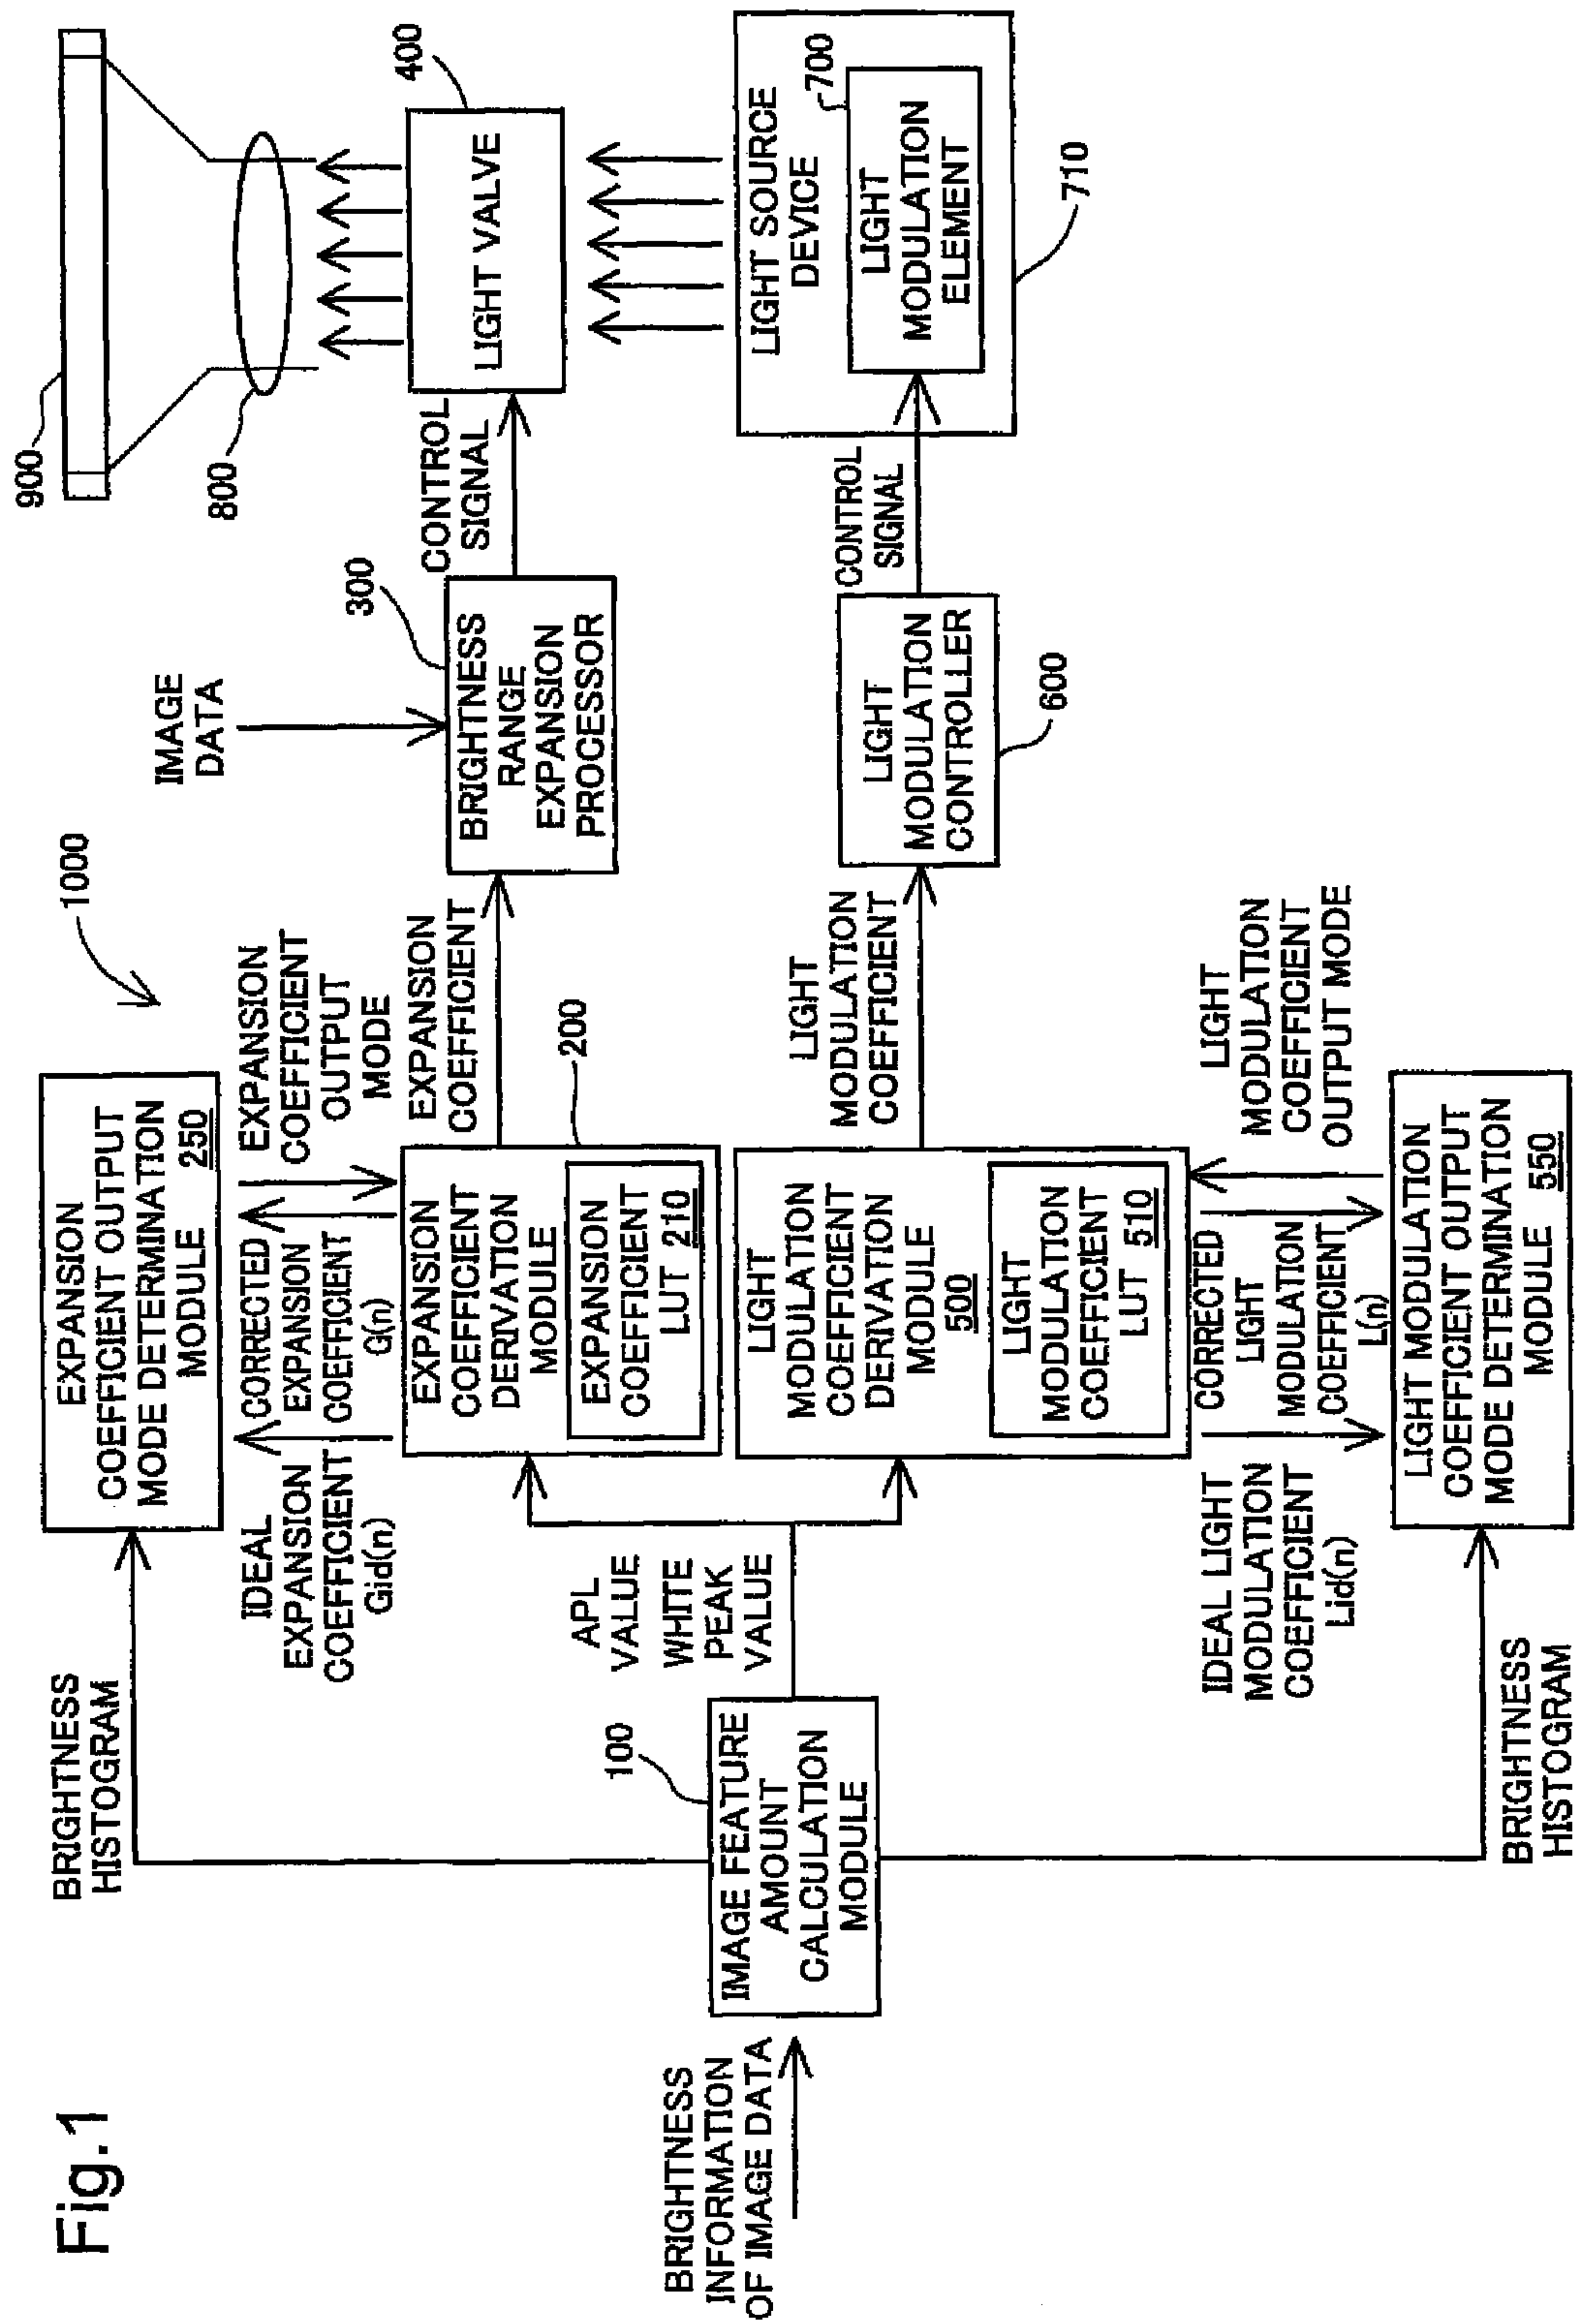 Fig.1
1000
BRIGHTNESS
HISTOGRAM
EXPANSION
COEFFICIENT OUTPUT
MODE DETERMINATION
MODULE 250
IDEAL
EXPANSION
COEFFICIENT
Gid(n)
CORRECTED
EXPANSION
COEFFICIENT
G(n)
EXPANSION
COEFFICIENT
OUTPUT
MODE
IMAGE
DATA
900
800
EXPANSION
COEFFICIENT
DERIVATION
MODULE
EXPANSION
COEFFICIENT
LUT 210
200
EXPANSION
COEFFICIENT
300
BRIGHTNESS
RANGE
EXPANSION
PROCESSOR
CONTROL
SIGNAL
400
LIGHT VALVE
BRIGHTNESS
INFORMATION
OF IMAGE DATA
100
IMAGE FEATURE
AMOUNT
CALCULATION
MODULE
APL
VALUE
WHITE
PEAK
VALUE
LIGHT
MODULATION
COEFFICIENT
DERIVATION
MODULE
500
LIGHT
MODULATION
COEFFICIENT
LUT 510
LIGHT
MODULATION
COEFFICIENT
LIGHT
MODULATION
CONTROLLER
600
CONTROL
SIGNAL
LIGHT SOURCE
DEVICE
700
LIGHT
MODULATION
ELEMENT
710
IDEAL LIGHT
MODULATION
COEFFICIENT
Lid(n)
CORRECTED
LIGHT
MODULATION
COEFFICIENT
L(n)
LIGHT
MODULATION
COEFFICIENT
OUTPUT MODE
LIGHT MODULATION
COEFFICIENT OUTPUT
MODE DETERMINATION
MODULE 550
BRIGHTNESS
HISTOGRAM